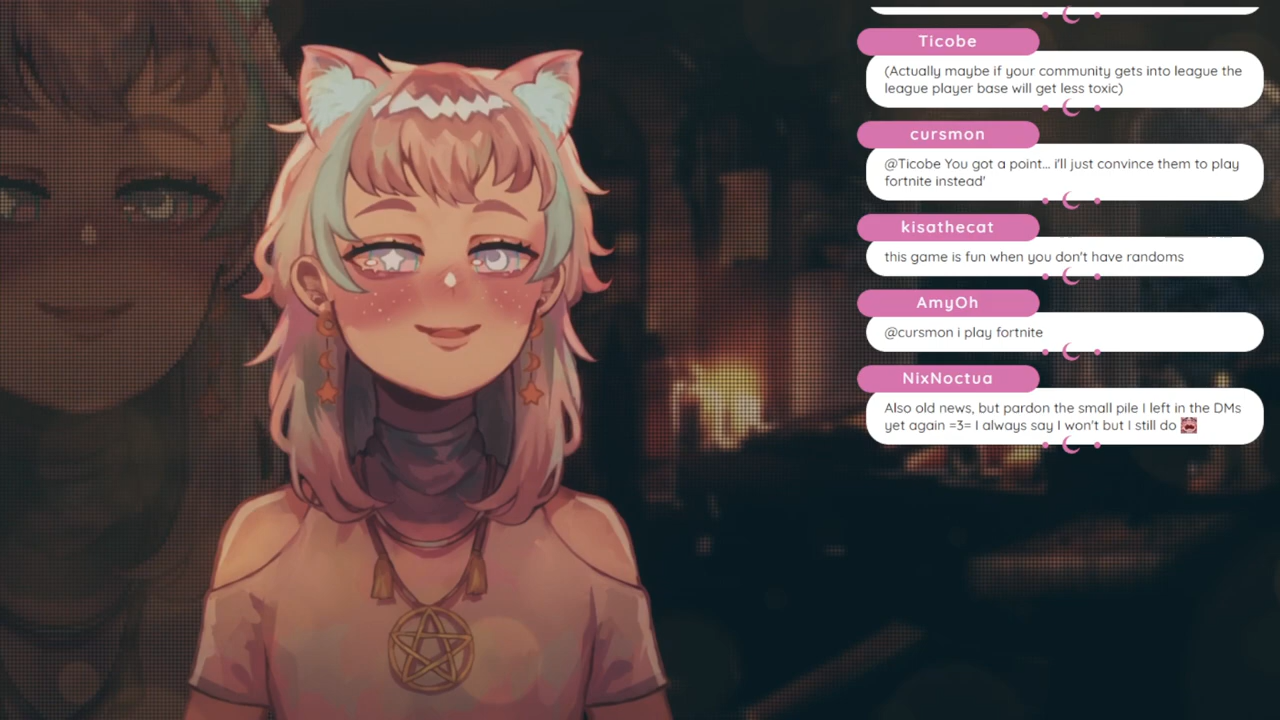 Ticobe
(Actually maybe if your community gets into league the
league player base will get less toxic)
cursmon
@Ticobe You got a point... i'll just convince them to play
fortnite instead'
kisathecat
this game is fun when you don't have randoms
AmyOh
@cursmon i play fortnite
NixNoctua
Also old news, but pardon the small pile I left in the DMs
yet again =3= I always say I won't but I still do